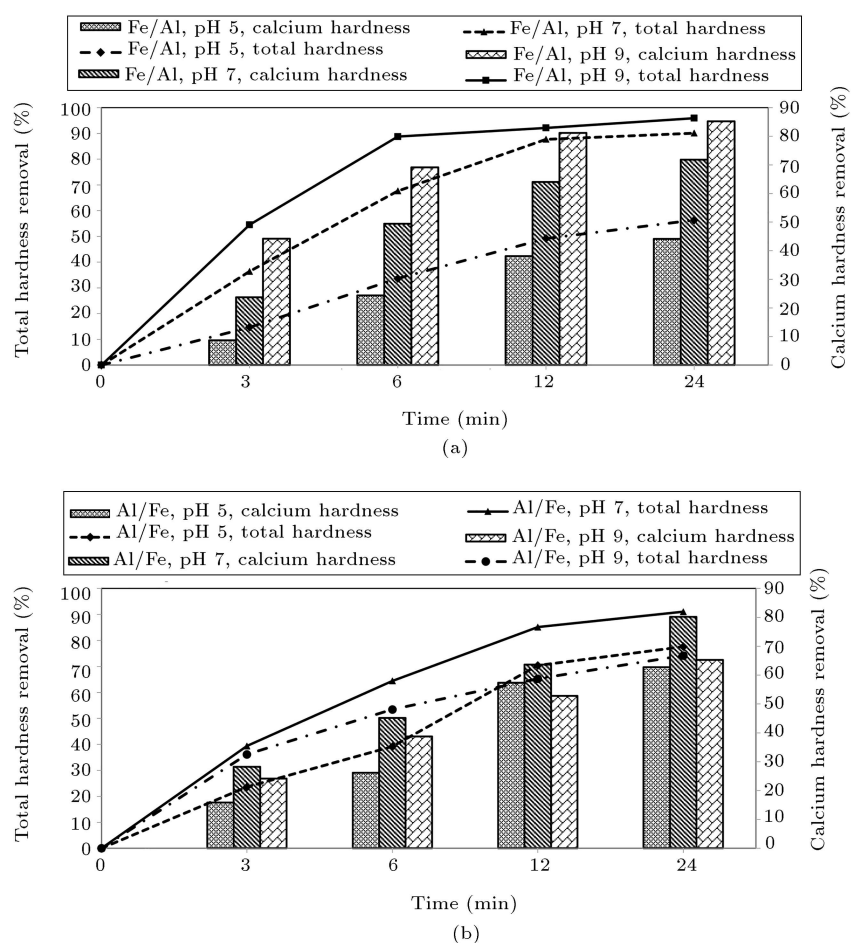 Fe/Al, pH 5, calcium hardness
Fe/Al, pH 5, total hardness
Fe/Al, pH 7, calcium hardness
Fe/Al, pH 7, total hardness
Fe/Al, pH 9, calcium hardness
Fe/Al, pH 9, total hardness
Total hardness removal (%)
100
90
80
70
60
50
40
30
20
10
0
90
80
70
60
50
40
30
20
10
0
Calcium hardness removal (%)
0 3 6 12 24
Time (min)
(a)
Al/Fe, pH 5, calcium hardness
Al/Fe, pH 5, total hardness
Al/Fe, pH 7, calcium hardness
Al/Fe, pH 7, total hardness
Al/Fe, pH 9, calcium hardness
Al/Fe, pH 9, total hardness
Total hardness removal (%)
100
90
80
70
60
50
40
30
20
10
0
90
80
70
60
50
40
30
20
10
0
Calcium hardness removal (%)
0 3 6 12 24
Time (min)
(b)